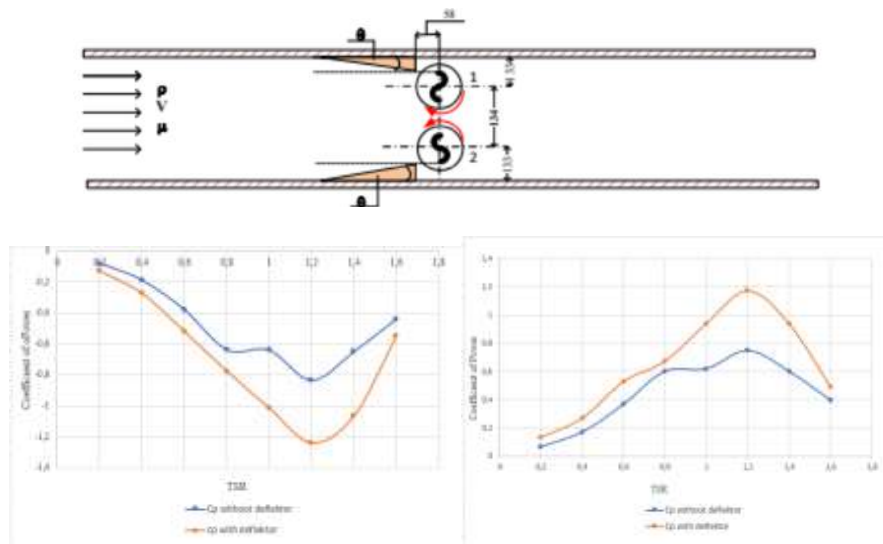 58
θ
1
133
ρ
V
134
μ
2
133
θ
0
0 0,2 0,4 0,6 0,8 1 1,2 1,4 1,6 1,8
-0,2
-0,4
-0,6
-0,8
-1
-1,2
-1,4
TSR
Cp without deflektor
cp with deflektor
1,4
1,2
1
0,8
0,6
0,4
0,2
0
0,2 0,4 0,6 0,8 1 1,2 1,4 1,6 1,8
Coefficient of Power
TSR
Cp without deflektor
Cp with deflektor